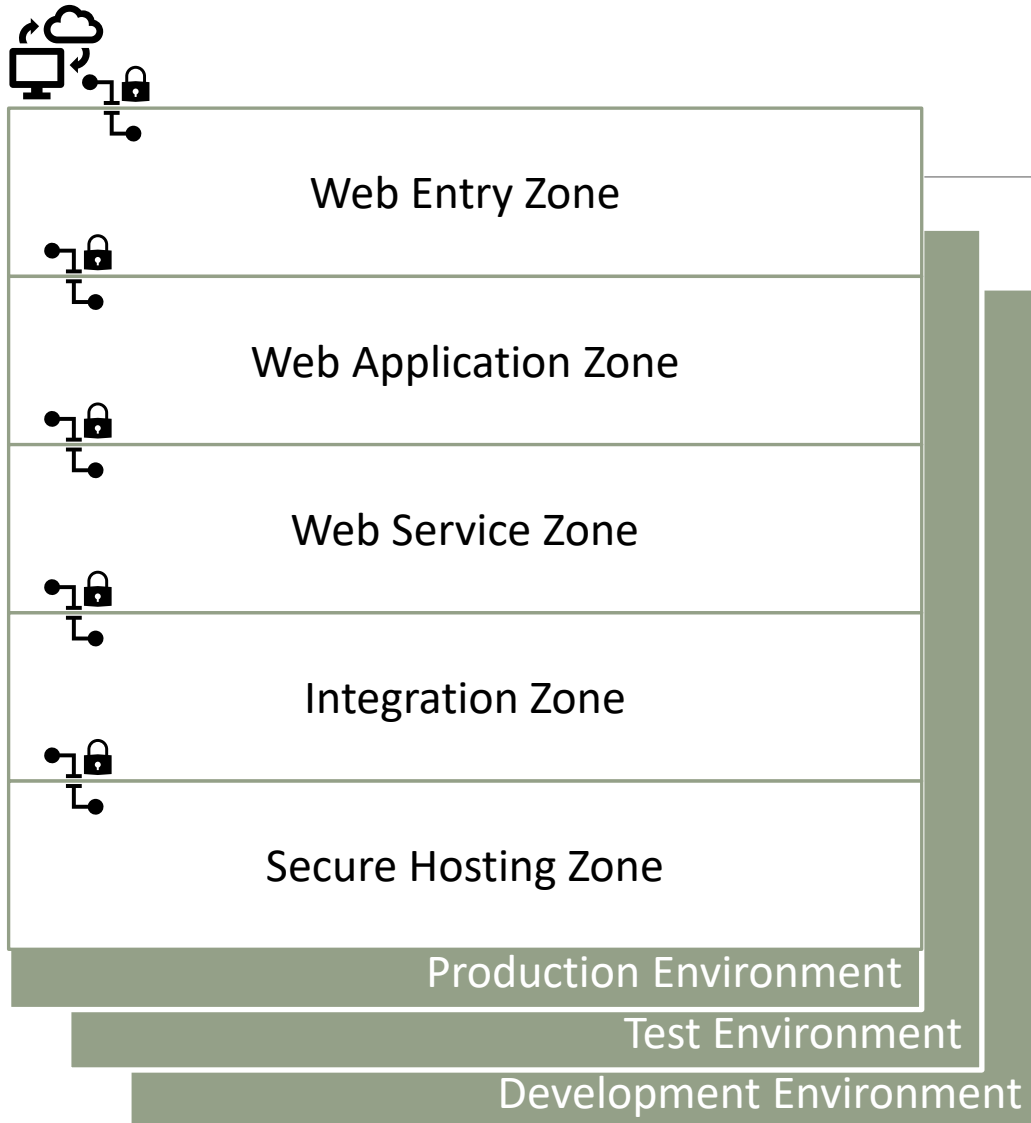 Web Entry Zone
Web Application Zone
Web Service Zone
Integration Zone
Secure Hosting Zone
Production Environment
Test Environment
Development Environment